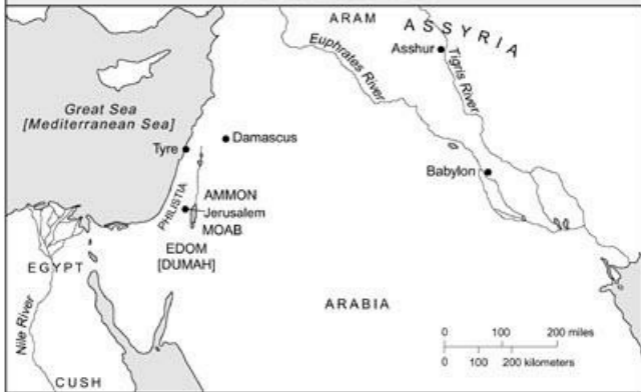 ARAM
ASSYRIA
Asshur
Euphrates River
Tigris River
Great Sea
[Mediterranean Sea]
Tyre
Damascus
Babylon
PHILISTIA
AMMON
Jerusalem
MOAB
EDOM
[DUMAH]
EGYPT
Nile River
ARABIA
CUSH
0 100 200 miles
0 100 200 kilometers